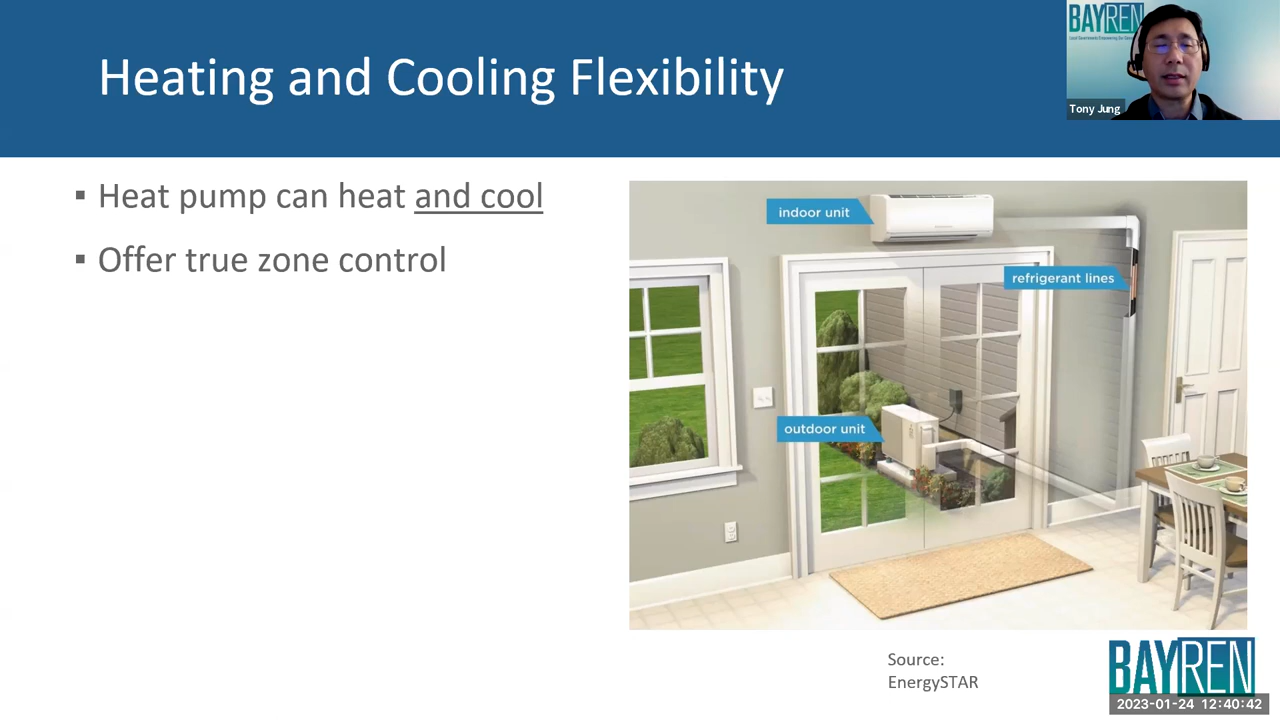 Heating and Cooling Flexibility
BAYREN
Tony Jung
▪ Heat pump can heat and cool
▪ Offer true zone control
indoor unit
refrigerant lines
outdoor unit
Source:
EnergySTAR
BAYREN
2023-01-24 12:40:42